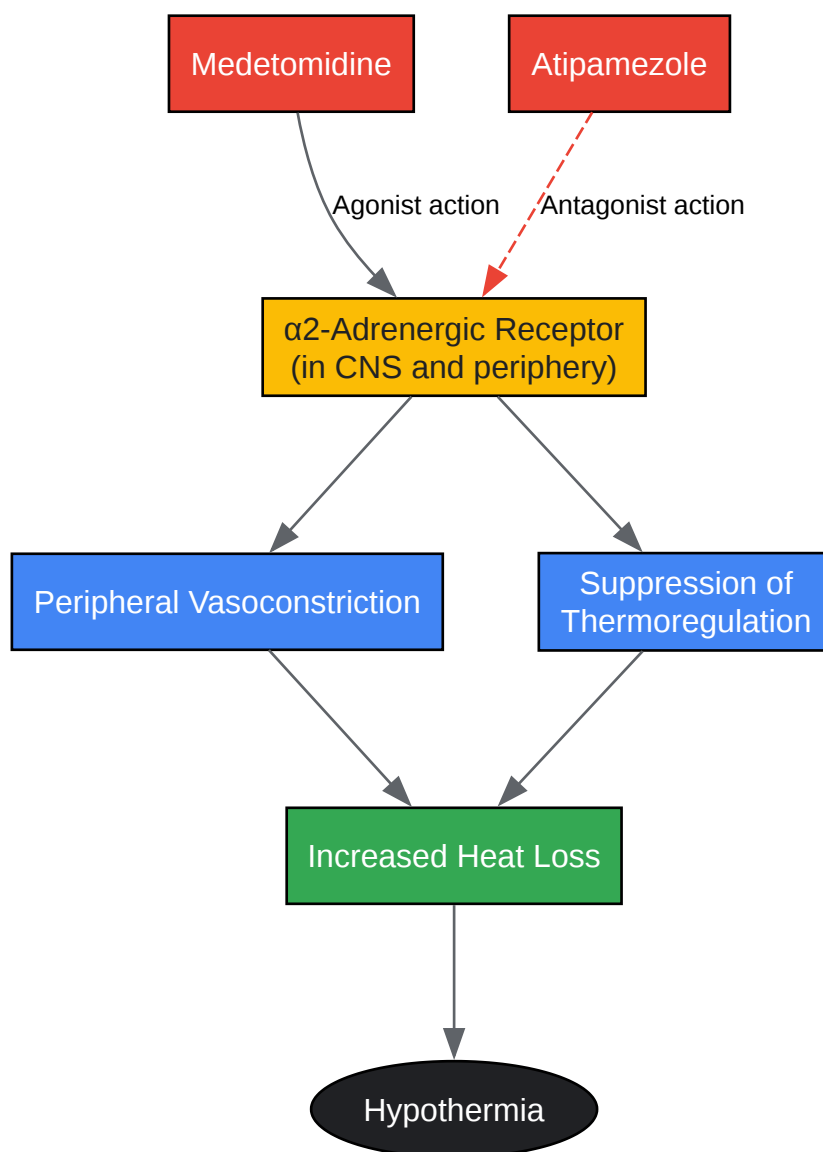 Medetomidine
Atipamezole
Agonist action
Antagonist action
α2-Adrenergic Receptor
(in CNS and periphery)
Peripheral Vasoconstriction
Suppression of
Thermoregulation
Increased Heat Loss
Hypothermia